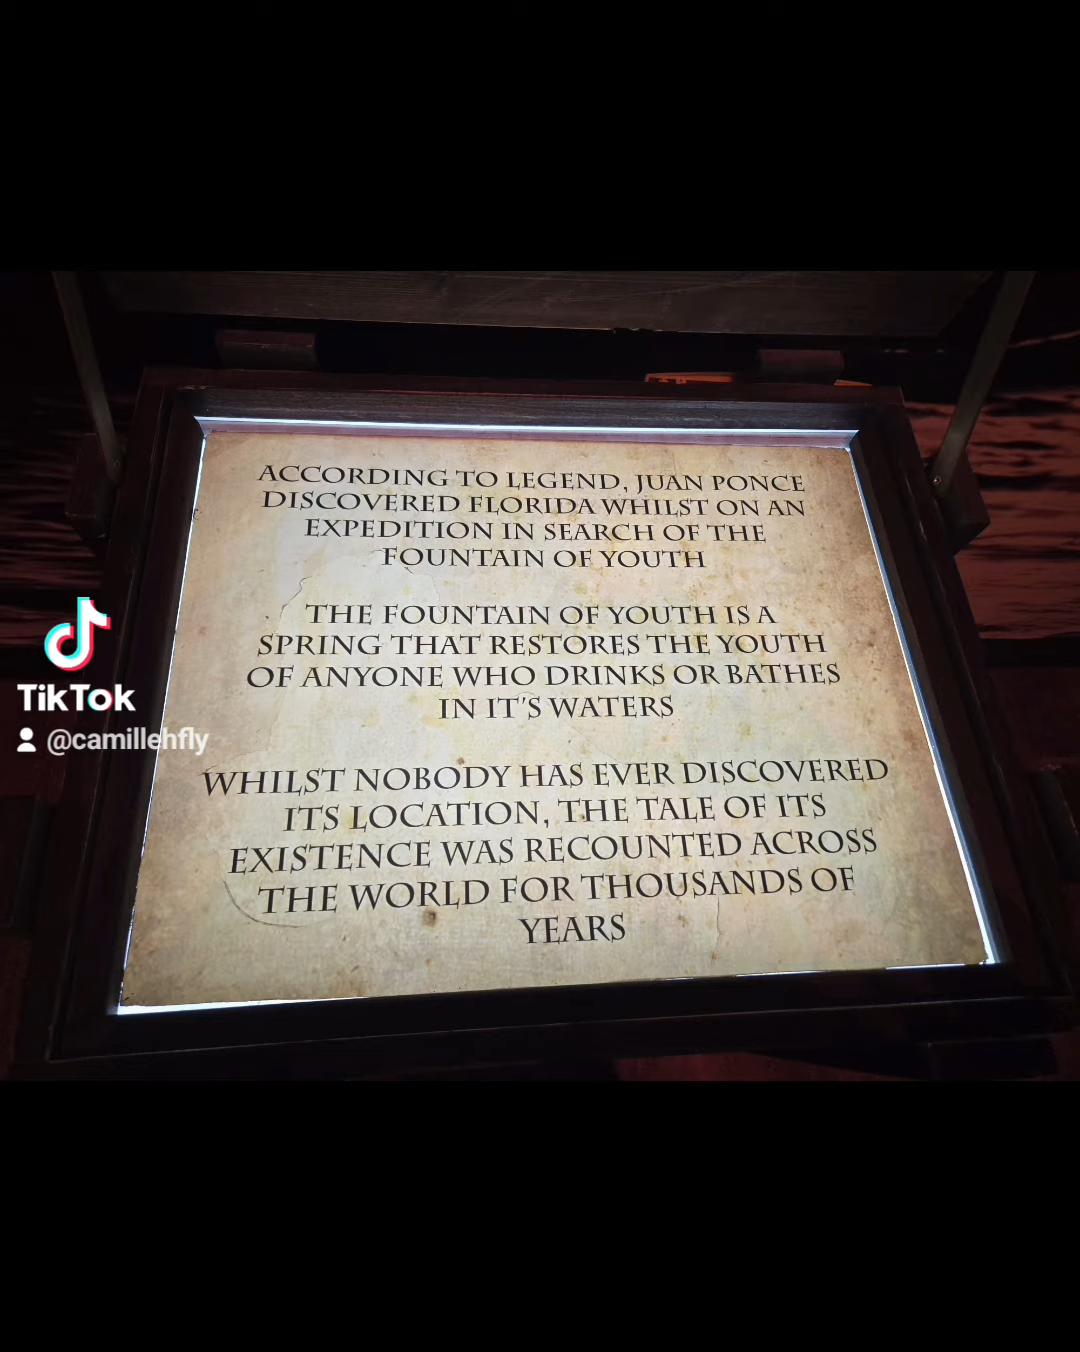 ACCORDING TO LEGEND, JUAN PONCE
DISCOVERED FLORIDA WHILST ON AN
EXPEDITION IN SEARCH OF THE
FOUNTAIN OF YOUTH
THE FOUNTAIN OF YOUTH IS A
SPRING THAT RESTORES THE YOUTH
OF ANYONE WHO DRINKS OR BATHES
IN IT'S WATERS
WHILST NOBODY HAS EVER DISCOVERED
ITS LOCATION, THE TALE OF ITS
EXISTENCE WAS RECOUNTED ACROSS
THE WORLD FOR THOUSANDS OF
YEARS
TikTok
@camillehfly